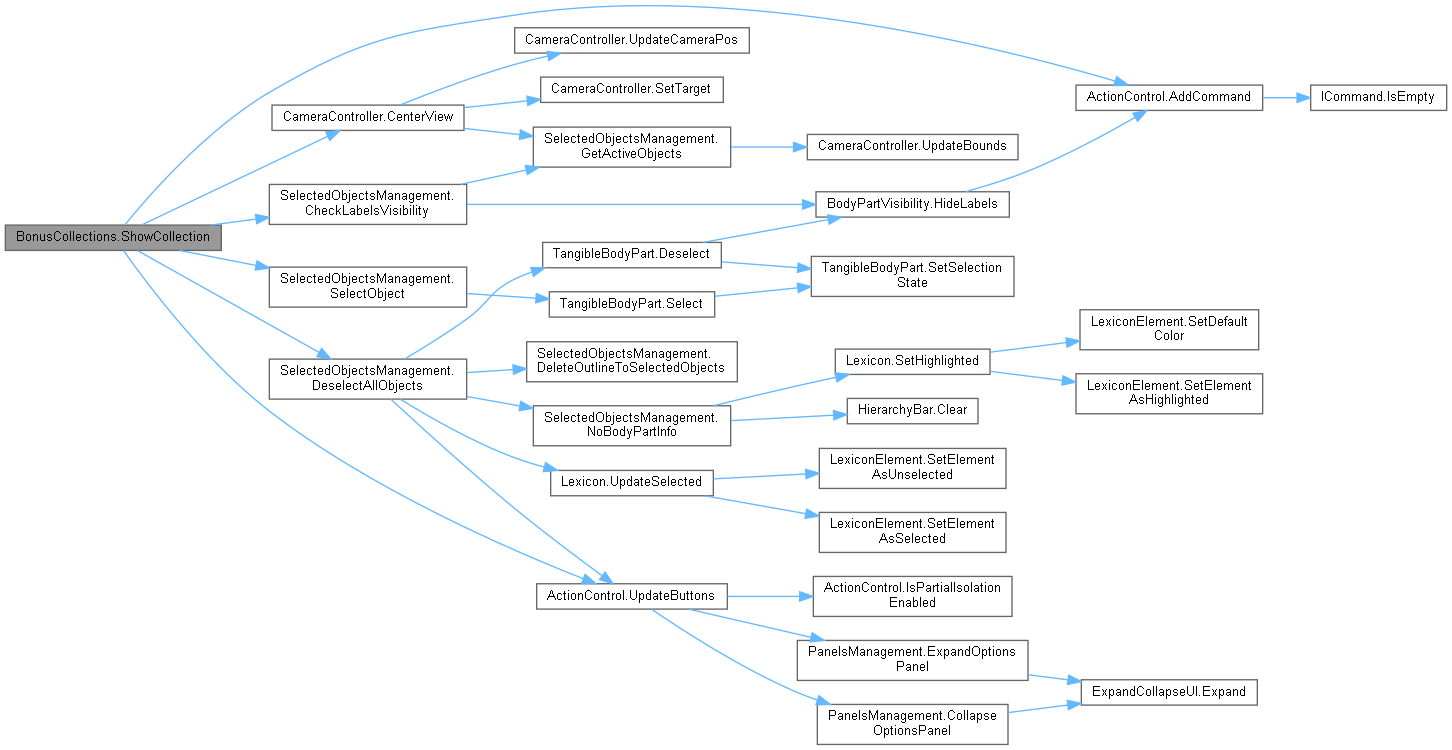 BonusCollections.ShowCollection
CameraController.CenterView
SelectedObjectsManagement.
CheckLabelsVisibility
SelectedObjectsManagement.
SelectObject
SelectedObjectsManagement.
DeselectAllObjects
CameraController.UpdateCameraPos
CameraController.SetTarget
SelectedObjectsManagement.
GetActiveObjects
TangibleBodyPart.Deselect
TangibleBodyPart.Select
SelectedObjectsManagement.
DeleteOutlineToSelectedObjects
SelectedObjectsManagement.
NoBodyPartInfo
Lexicon.UpdateSelected
ActionControl.UpdateButtons
CameraController.UpdateBounds
BodyPartVisibility.HideLabels
TangibleBodyPart.SetSelection
State
Lexicon.SetHighlighted
HierarchyBar.Clear
LexiconElement.SetElement
AsUnselected
LexiconElement.SetElement
AsSelected
ActionControl.IsPartialIsolation
Enabled
PanelsManagement.ExpandOptions
Panel
PanelsManagement.Collapse
OptionsPanel
ActionControl.AddCommand
LexiconElement.SetDefault
Color
LexiconElement.SetElement
AsHighlighted
ExpandCollapseUI.Expand
ICommand.IsEmpty